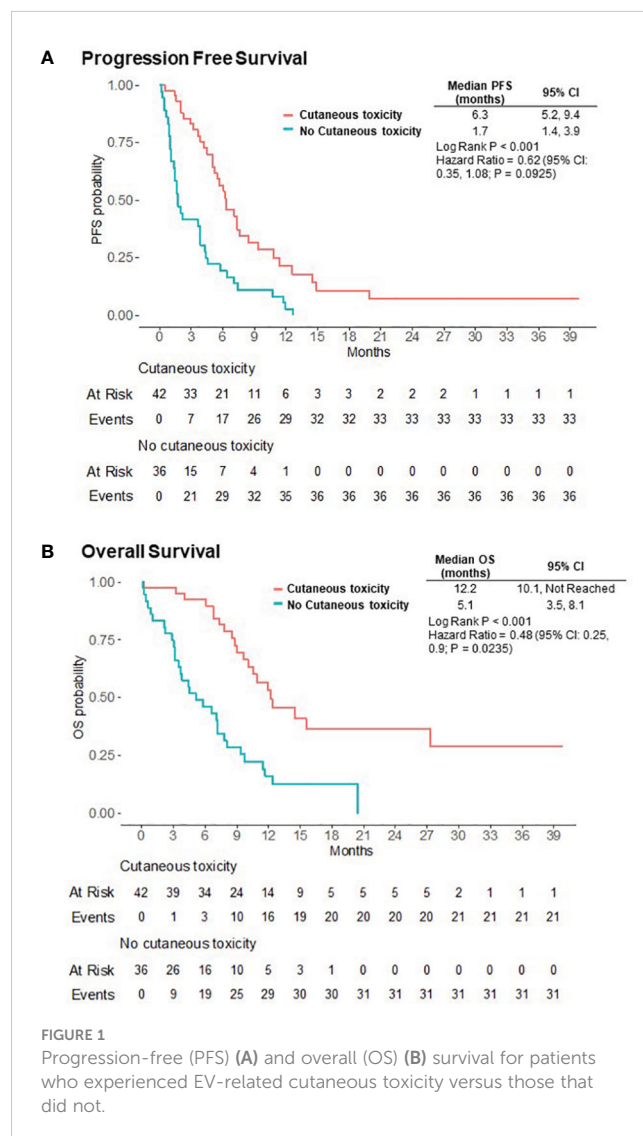 A Progression Free Survival
Median PFS (months) 95% CI
Cutaneous toxicity 6.3 5.2, 9.4
No Cutaneous toxicity 1.7 1.4, 3.9
Log Rank P < 0.001
Hazard Ratio = 0.62 (95% CI:
0.35, 1.08; P = 0.0925)
PFS probability
1.00
0.75
0.50
0.25
0.00
0 3 6 9 12 15 18 21 24 27 30 33 36 39
Months
Cutaneous toxicity
At Risk 42 33 21 11 6 3 3 2 2 2 1 1 1 1
Events 0 7 17 26 29 32 32 33 33 33 33 33 33 33
No cutaneous toxicity
At Risk 36 15 7 4 1 0 0 0 0 0 0 0 0 0
Events 0 21 29 32 35 36 36 36 36 36 36 36 36 36
B Overall Survival
Median OS (months) 95% CI
Cutaneous toxicity 12.2 10.1, Not Reached
No Cutaneous toxicity 5.1 3.5, 8.1
Log Rank P < 0.001
Hazard Ratio = 0.48 (95% CI: 0.25,
0.9; P = 0.0235)
OS probability
1.00
0.75
0.50
0.25
0.00
0 3 6 9 12 15 18 21 24 27 30 33 36 39
Months
Cutaneous toxicity
At Risk 42 39 34 24 14 9 5 5 5 5 2 1 1 1
Events 0 1 3 10 16 19 20 20 20 20 21 21 21 21
No cutaneous toxicity
At Risk 36 26 16 10 5 3 1 0 0 0 0 0 0 0
Events 0 9 19 25 29 30 30 31 31 31 31 31 31 31
FIGURE 1
Progression-free (PFS) (A) and overall (OS) (B) survival for patients
who experienced EV-related cutaneous toxicity versus those that
did not.